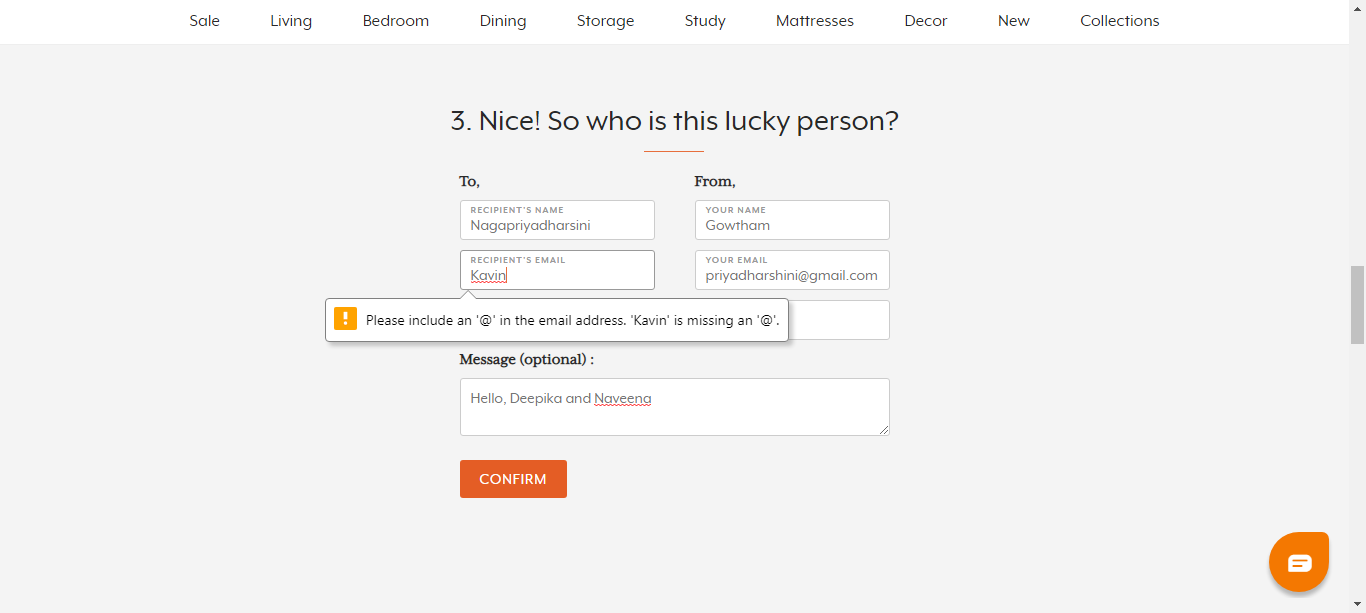 Sale Living Bedroom Dining Storage Study Mattresses Decor New Collections
3. Nice! So who is this lucky person?
To, From,
RECIPIENT'S NAME YOUR NAME
Nagapriyadharsini Gowtham
RECIPIENT'S EMAIL YOUR EMAIL
Kavin priyadharshini@gmail.com
! Please include an '@' in the email address. 'Kavin' is missing an '@'.
Message (optional) :
Hello, Deepika and Naveena
CONFIRM